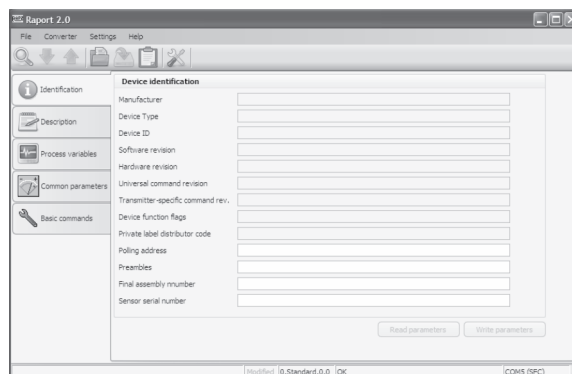 Raport 2.0
File Converter Settings Help
Identification
Description
Process variables
Common parameters
Basic commands
Device identification
Manufacturer
Device Type
Device ID
Software revision
Hardware revision
Universal command revision
Transmitter-specific command rev.
Device function flags
Private label distributor code
Polling address
Preambles
Final assembly nnumber
Sensor serial number
Read parameters Write parameters
Modified 0.Standard.0.0 OK COM5 (SFC)